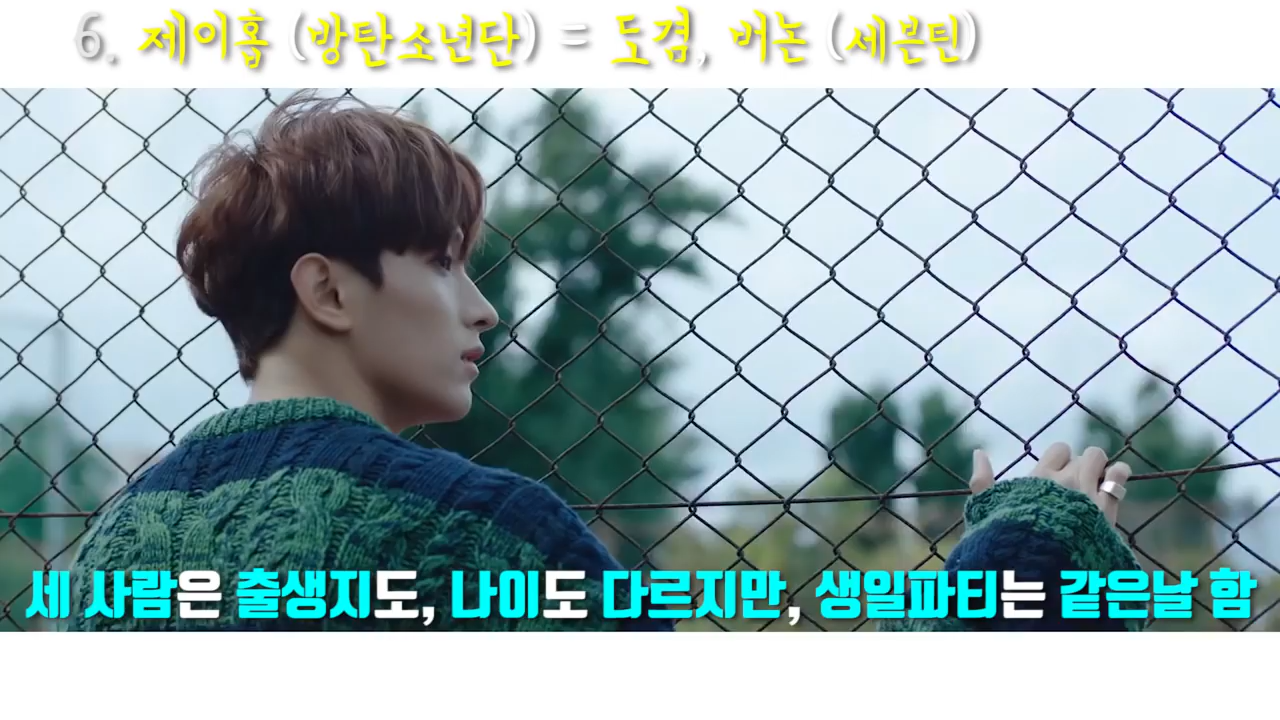 6. 제이홉 (방탄소년단) = 도겸, 버논 (세븐틴)
세 사람은 출생지도, 나이도 다르지만, 생일파티는 같은날 함